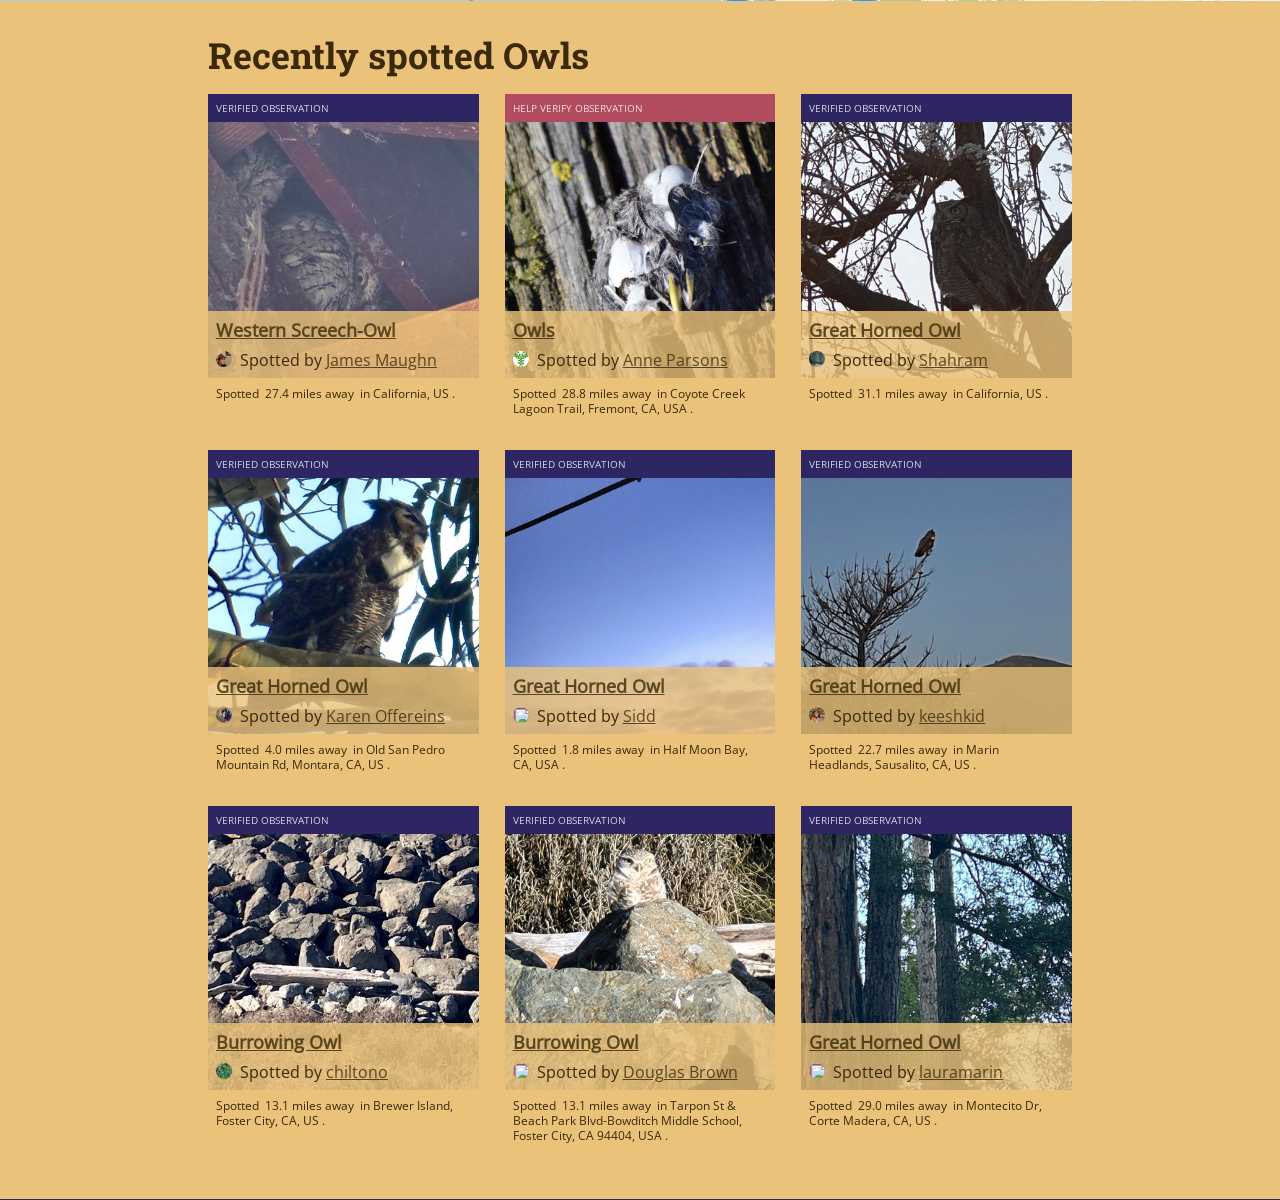 Recently spotted Owls
VERIFIED OBSERVATION
Western Screech-Owl
Spotted by James Maughn
Spotted 27.4 miles away in California, US .
HELP VERIFY OBSERVATION
Owls
Spotted by Anne Parsons
Spotted 28.8 miles away in Coyote Creek
Lagoon Trail, Fremont, CA, USA .
VERIFIED OBSERVATION
Great Horned Owl
Spotted by Shahram
Spotted 31.1 miles away in California, US .
VERIFIED OBSERVATION
Great Horned Owl
Spotted by Karen Offereins
Spotted 4.0 miles away in Old San Pedro
Mountain Rd, Montara, CA, US .
VERIFIED OBSERVATION
Great Horned Owl
Spotted by Sidd
Spotted 1.8 miles away in Half Moon Bay,
CA, USA .
VERIFIED OBSERVATION
Great Horned Owl
Spotted by keeshkid
Spotted 22.7 miles away in Marin
Headlands, Sausalito, CA, US .
VERIFIED OBSERVATION
Burrowing Owl
Spotted by chiltono
Spotted 13.1 miles away in Brewer Island,
Foster City, CA, US .
VERIFIED OBSERVATION
Burrowing Owl
Spotted by Douglas Brown
Spotted 13.1 miles away in Tarpon St &
Beach Park Blvd-Bowditch Middle School,
Foster City, CA 94404, USA .
VERIFIED OBSERVATION
Great Horned Owl
Spotted by lauramarin
Spotted 29.0 miles away in Montecito Dr,
Corte Madera, CA, US .